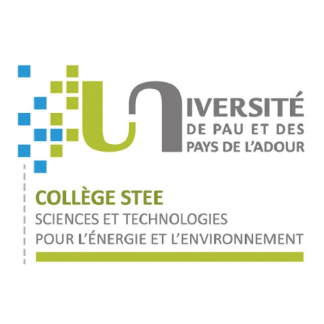 UNIVERSITÉ
DE PAU ET DES
PAYS DE L'ADOUR
COLLÈGE STEE
SCIENCES ET TECHNOLOGIES
POUR L'ÉNERGIE ET L'ENVIRONNEMENT